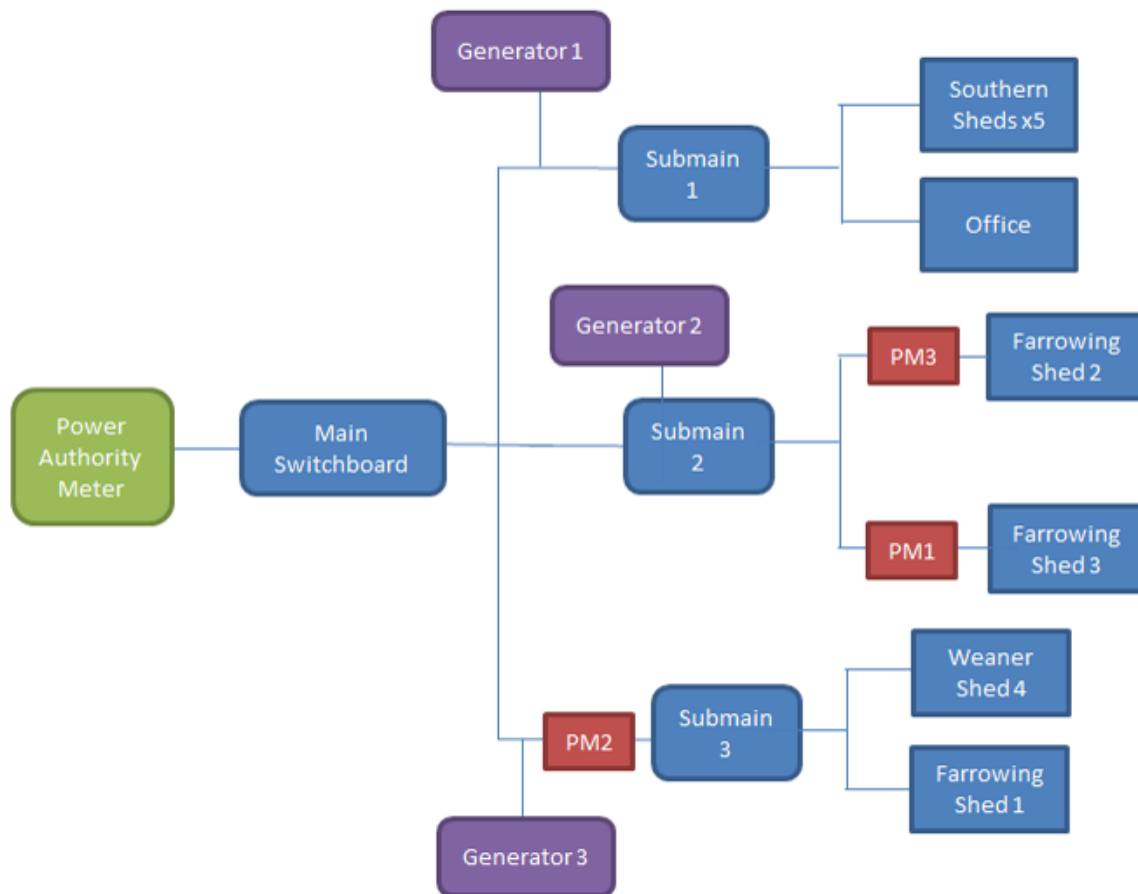 Generator 1
Southern
Sheds x5
Submain
1
Office
Generator 2
PM3
Farrowing
Shed 2
Power
Authority
Meter
Main
Switchboard
Submain
2
PM1
Farrowing
Shed 3
Weaner
Shed 4
PM2
Submain
3
Farrowing
Shed 1
Generator 3